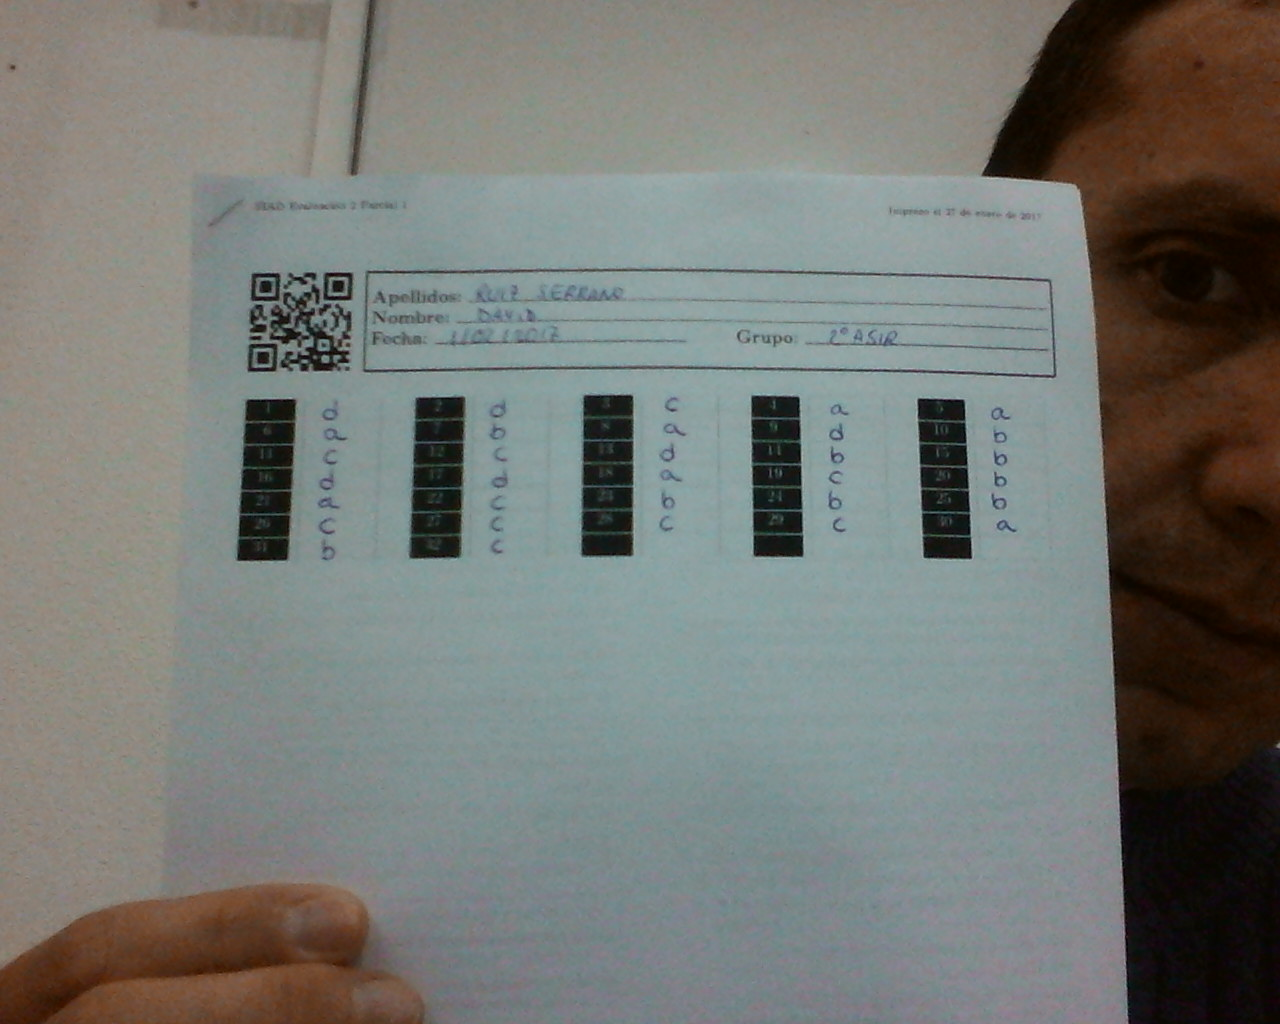 SEAD Evaluación 2 Parcial 1 Impreso el 27 de enero de 2017
Apellidos: RUIZ SERRANO
Nombre: DAVID
Fecha: 1/02/2017 Grupo: 2º ASIR
1 d 2 d 3 c 4 a 5 a
6 a 7 b 8 a 9 d 10 b
11 c 12 c 13 d 14 b 15 b
16 d 17 d 18 a 19 c 20 b
21 a 22 c 23 b 24 b 25 b
26 c 27 c 28 c 29 c 30 a
31 b 32 c